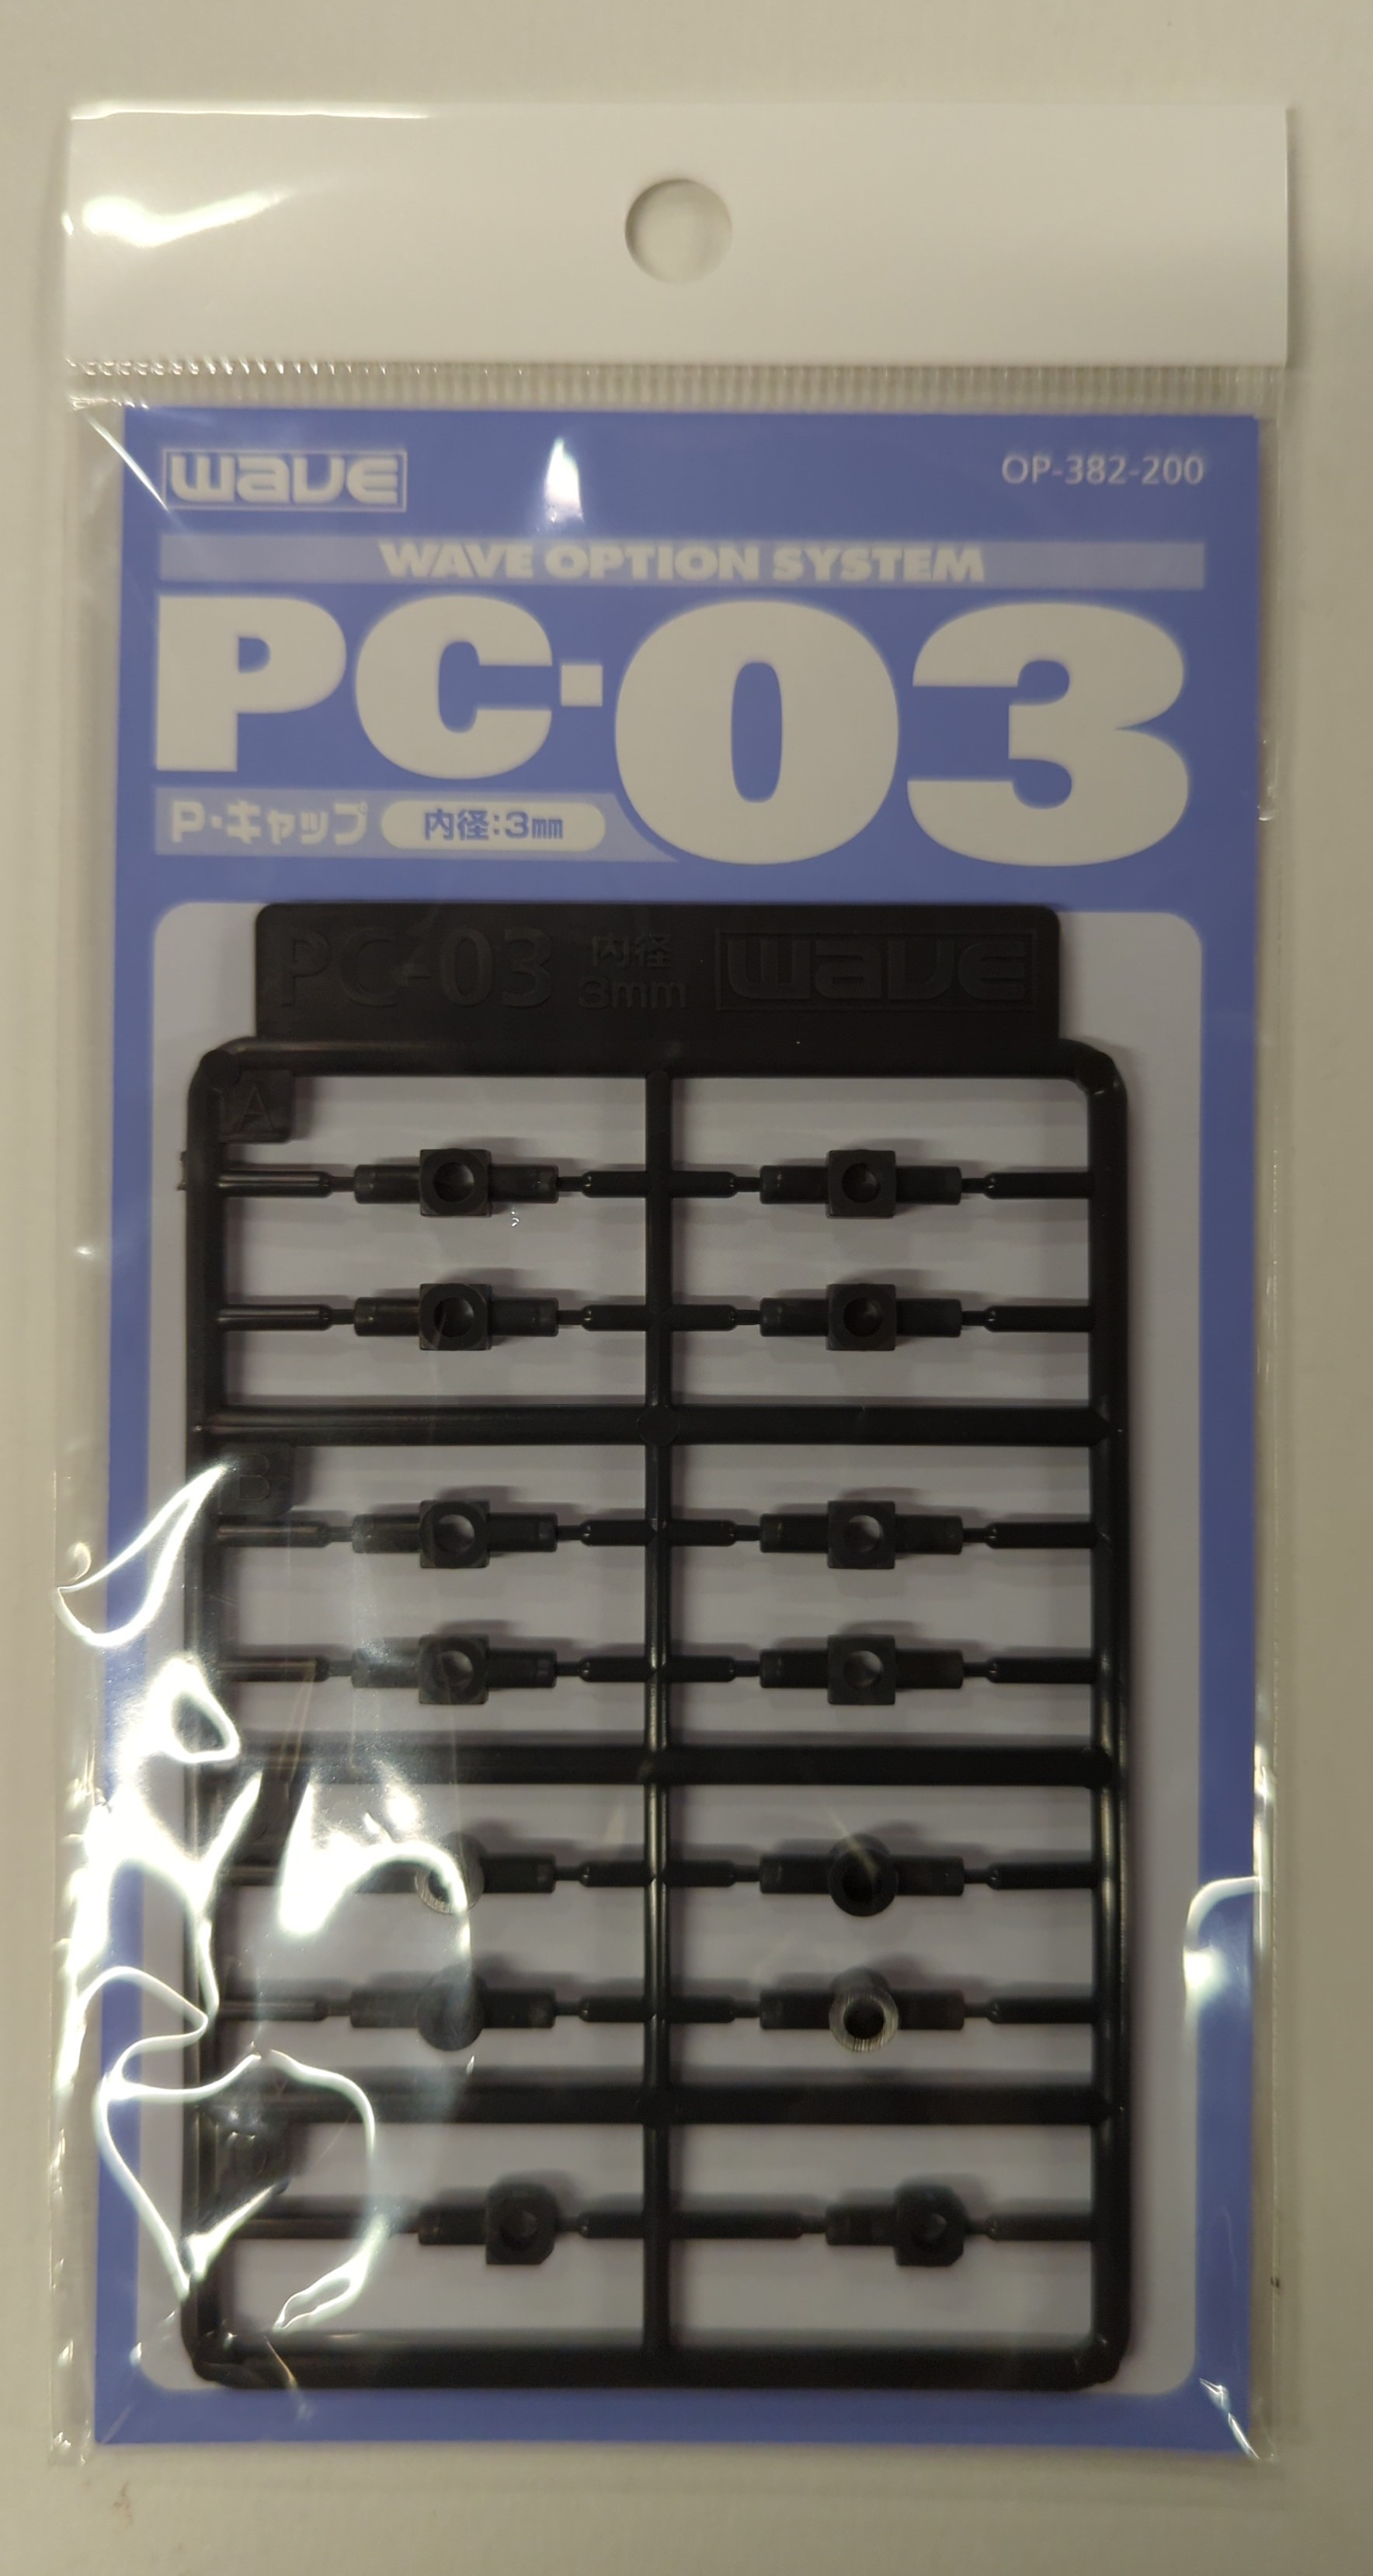 wave
OP-382-200
WAVE OPTION SYSTEM
PC-03
P・キャップ 内径:3㎜
PC-03 内径 3mm wave
A
B
D